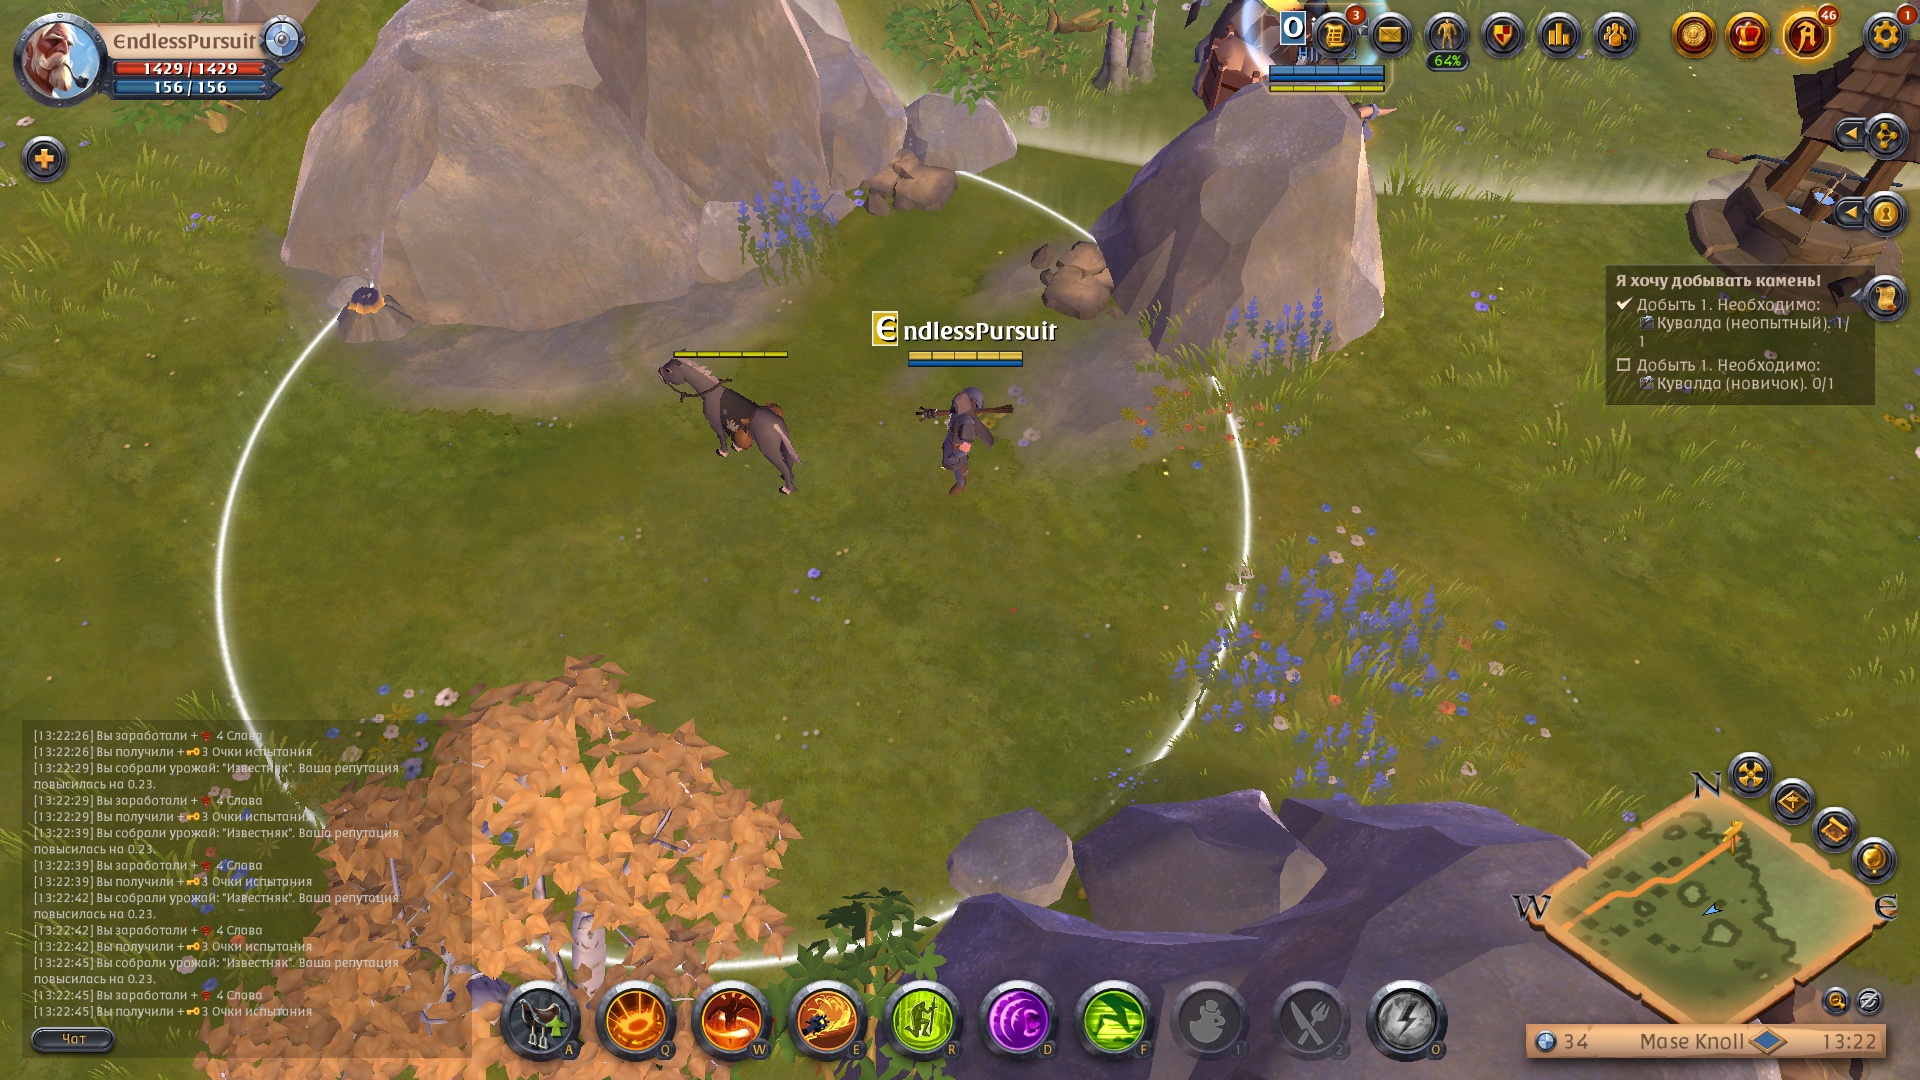 EndlessPursuit
1429 / 1429
156 / 156
3
64%
46
1
Я хочу добывать камень!
Добыть 1. Необходимо:
Кувалда (неопытный). 1/
1
Добыть 1. Необходимо:
Кувалда (новичок). 0/1
EndlessPursuit
[13:22:26] Вы заработали + 4 Слава
[13:22:26] Вы получили + 3 Очки испытания
[13:22:29] Вы собрали урожай: "Известняк". Ваша репутация
повысилась на 0.23.
[13:22:29] Вы заработали + 4 Слава
[13:22:29] Вы получили + 3 Очки испытания
[13:22:39] Вы собрали урожай: "Известняк". Ваша репутация
повысилась на 0.23.
[13:22:39] Вы заработали + 4 Слава
[13:22:39] Вы получили + 3 Очки испытания
[13:22:42] Вы собрали урожай: "Известняк". Ваша репутация
повысилась на 0.23.
[13:22:42] Вы заработали + 4 Слава
[13:22:42] Вы получили + 3 Очки испытания
[13:22:45] Вы собрали урожай: "Известняк". Ваша репутация
повысилась на 0.23.
[13:22:45] Вы заработали + 4 Слава
[13:22:45] Вы получили + 3 Очки испытания
Чат
A Q W E R D F 1 2 O
N
W
E
34 Mase Knoll 13:22